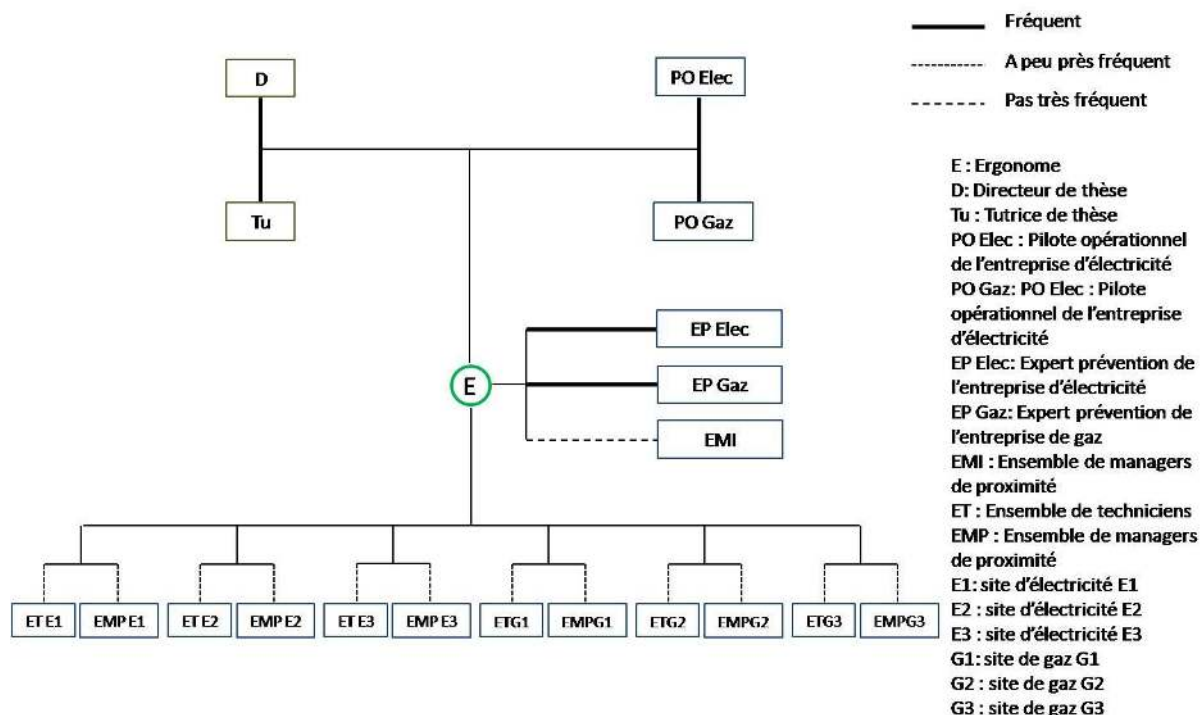 Fréquent
A peu près fréquent
Pas très fréquent
D
PO Elec
Tu
PO Gaz
EP Elec
E
EP Gaz
EMI
ET E1
EMP E1
ET E2
EMP E2
ET E3
EMP E3
ETG1
EMPG1
ETG2
EMPG2
ETG3
EMPG3
E : Ergonome
D: Directeur de thèse
Tu : Tutrice de thèse
PO Elec : Pilote opérationnel
de l'entreprise d'électricité
PO Gaz: PO Elec : Pilote
opérationnel de l'entreprise
d'électricité
EP Elec: Expert prévention de
l'entreprise d'électricité
EP Gaz: Expert prévention de
l'entreprise de gaz
EMI : Ensemble de managers
de proximité
ET : Ensemble de techniciens
EMP : Ensemble de managers
de proximité
E1: site d'électricité E1
E2 : site d'électricité E2
E3 : site d'électricité E3
G1: site de gaz G1
G2 : site de gaz G2
G3 : site de gaz G3